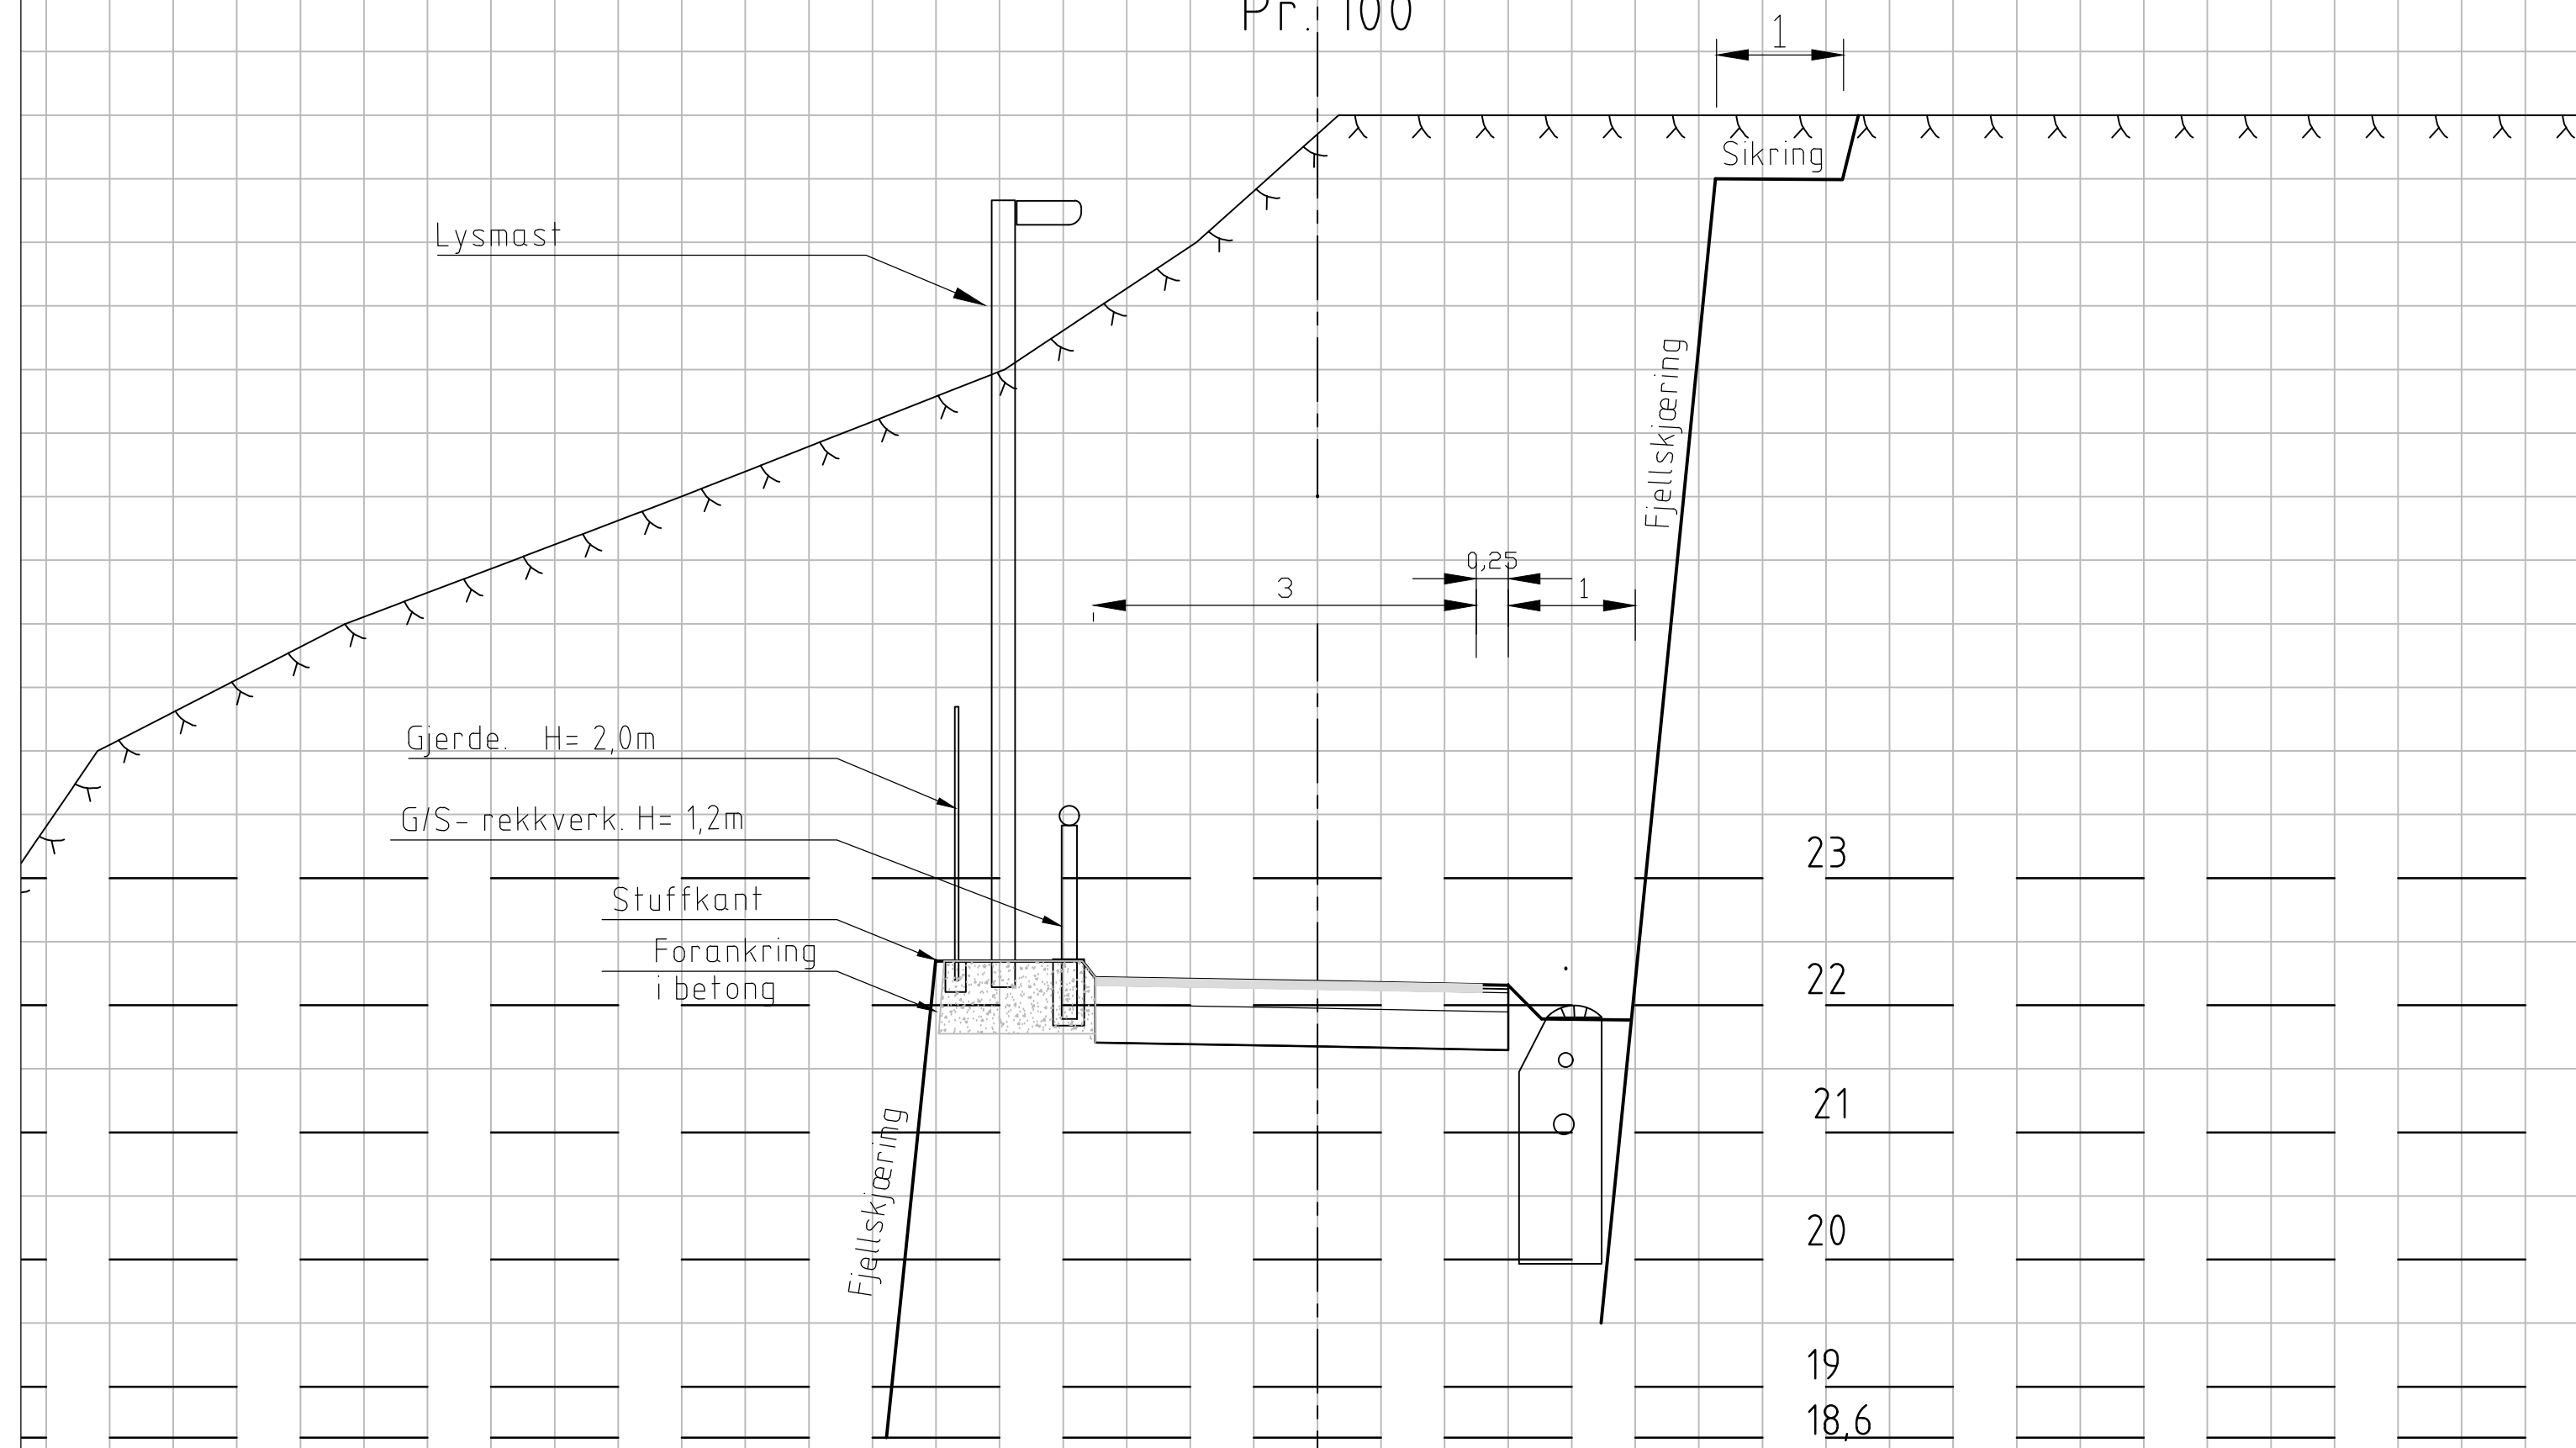 Pr. 100
1
Sikring
Lysmast
Fjellskjæring
0,25
3
1
Gjerde. H= 2,0m
G/S- rekkverk. H= 1,2m
23
Stuffkant
Forankring
i betong
22
21
Fjellskjæring
20
19
18,6